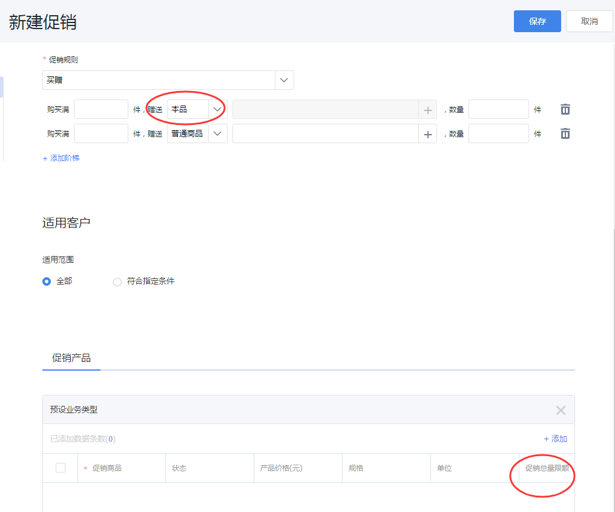 新建促销
保存
取消
* 促销规则
买赠
购买满 件，赠送 本品 + ，数量 件
购买满 件，赠送 普通商品 + ，数量 件
+ 添加阶梯
适用客户
适用范围
全部 符合指定条件
促销产品
预设业务类型
已添加数据条数(0) + 添加
* 促销商品 状态 产品价格(元) 规格 单位 促销总量限额